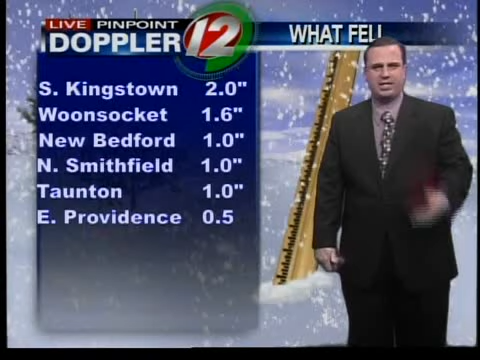 LIVE PINPOINT
DOPPLER 12
WHAT FELL
S. Kingstown 2.0"
Woonsocket 1.6"
New Bedford 1.0"
N. Smithfield 1.0"
Taunton 1.0"
E. Providence 0.5